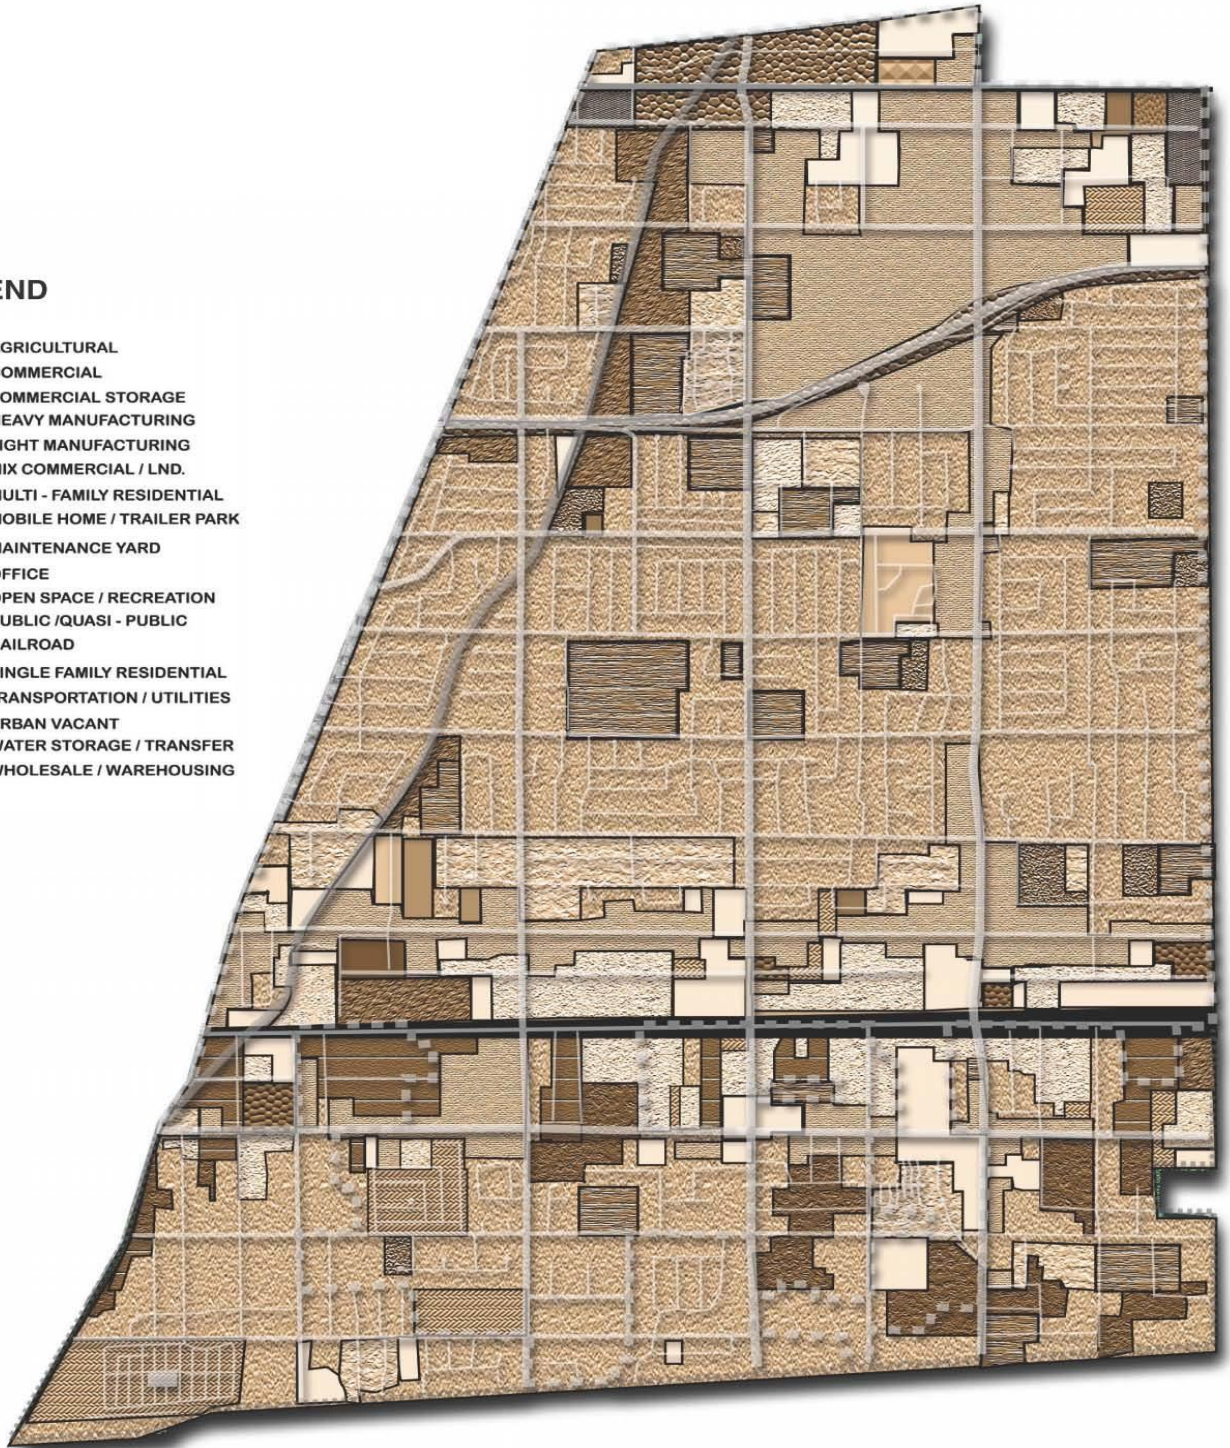 END
GRICULTURAL
OMMERCIAL
OMMERCIAL STORAGE
EAVY MANUFACTURING
IGHT MANUFACTURING
IX COMMERCIAL / LND.
ULTI - FAMILY RESIDENTIAL
OBILE HOME / TRAILER PARK
AINTENANCE YARD
FFICE
PEN SPACE / RECREATION
UBLIC /QUASI - PUBLIC
AILROAD
INGLE FAMILY RESIDENTIAL
RANSPORTATION / UTILITIES
RBAN VACANT
ATER STORAGE / TRANSFER
HOLESALE / WAREHOUSING